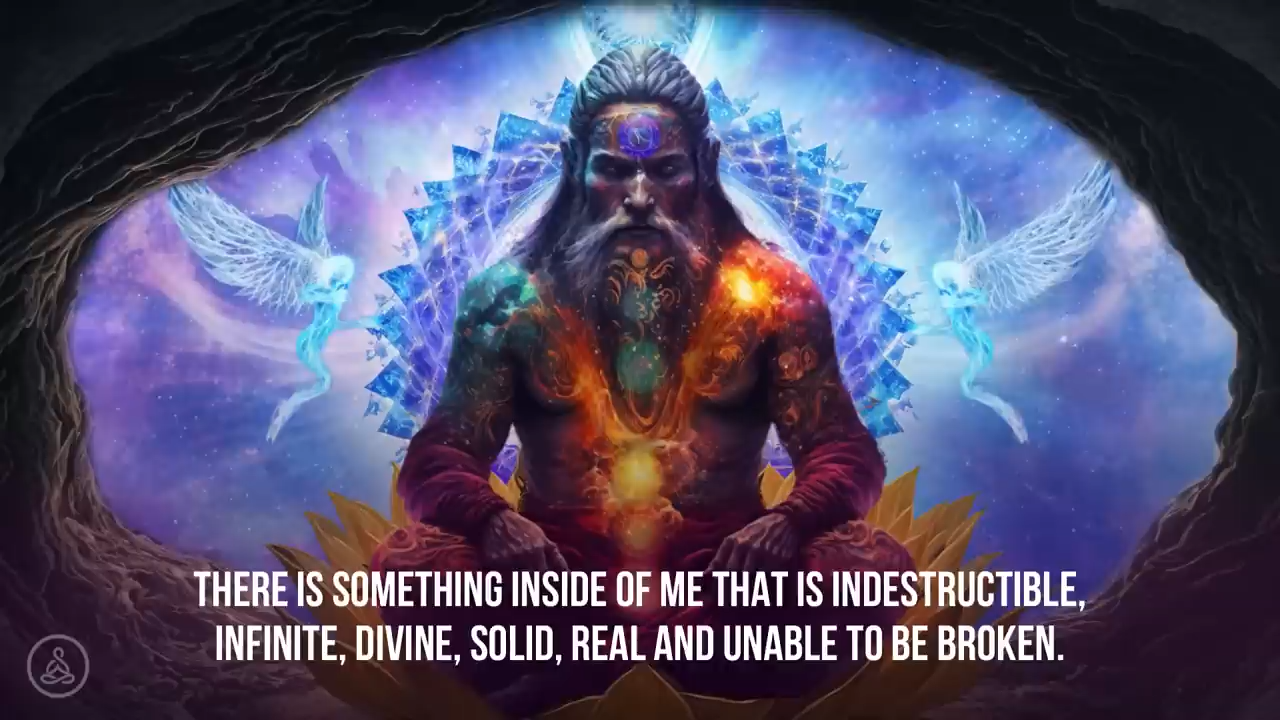 THERE IS SOMETHING INSIDE OF ME THAT IS INDESTRUCTIBLE,
INFINITE, DIVINE, SOLID, REAL AND UNABLE TO BE BROKEN.